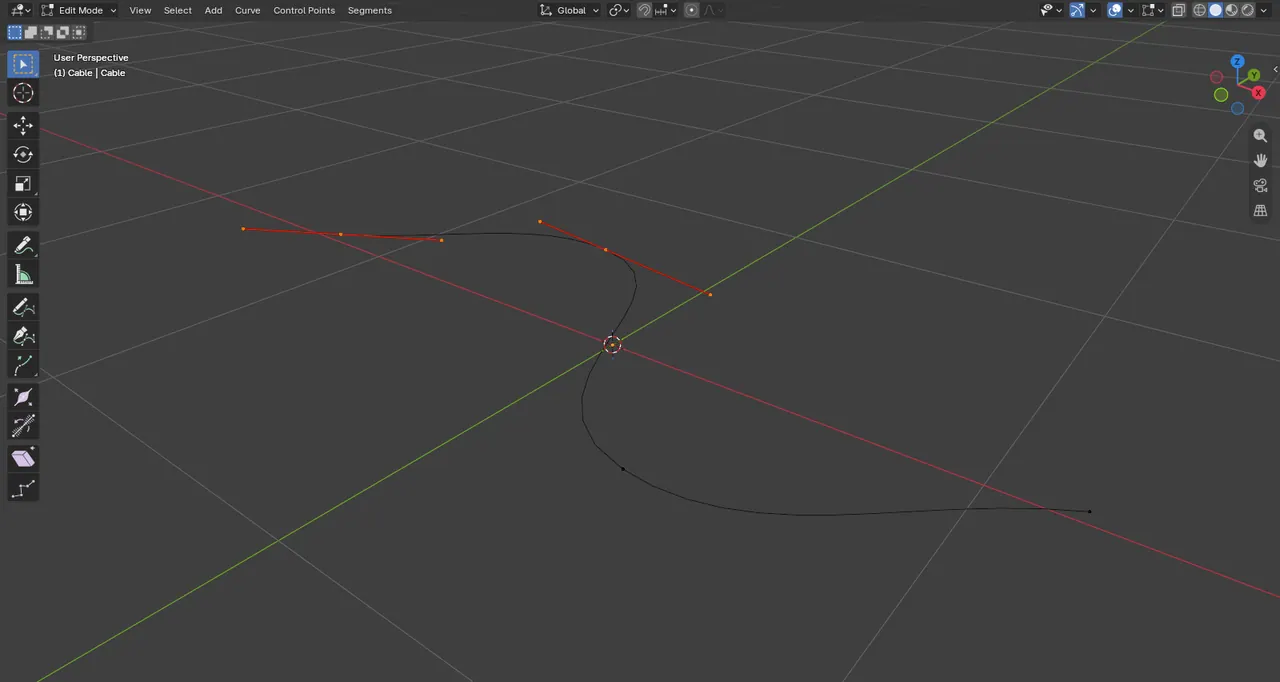 Edit Mode View Select Add Curve Control Points Segments Global
User Perspective
(1) Cable | Cable
Z
Y
X